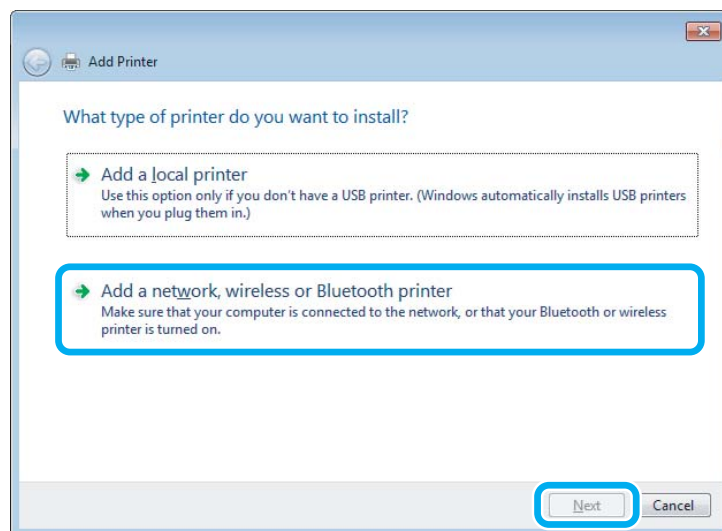 Add Printer
What type of printer do you want to install?
Add a local printer
Use this option only if you don't have a USB printer. (Windows automatically installs USB printers
when you plug them in.)
Add a network, wireless or Bluetooth printer
Make sure that your computer is connected to the network, or that your Bluetooth or wireless
printer is turned on.
Next
Cancel